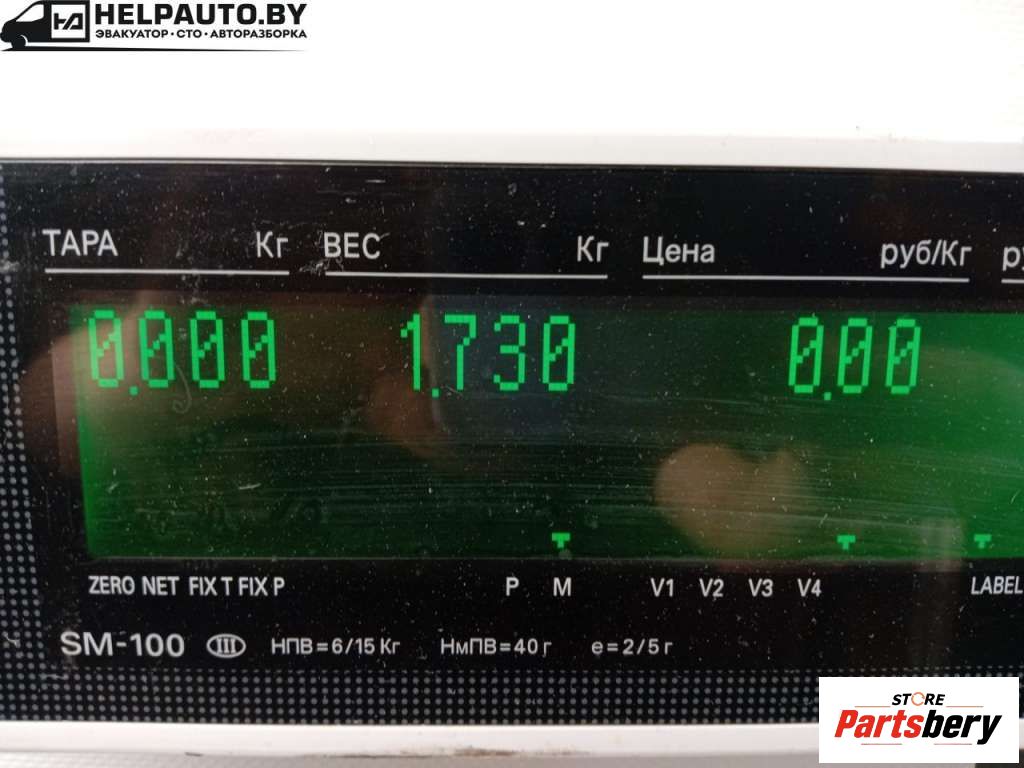 HELPAUTO.BY
ЭВАКУАТОР · СТО · АВТОРАЗБОРКА
ТАРА Кг ВЕС Кг Цена руб/Кг
0.000 1.730 0.00
ZERO NET FIX T FIX P P M V1 V2 V3 V4 LABEL
SM-100 III НПВ=6/15 Кг НмПВ=40 г e=2/5 г
STORE
Partsbery